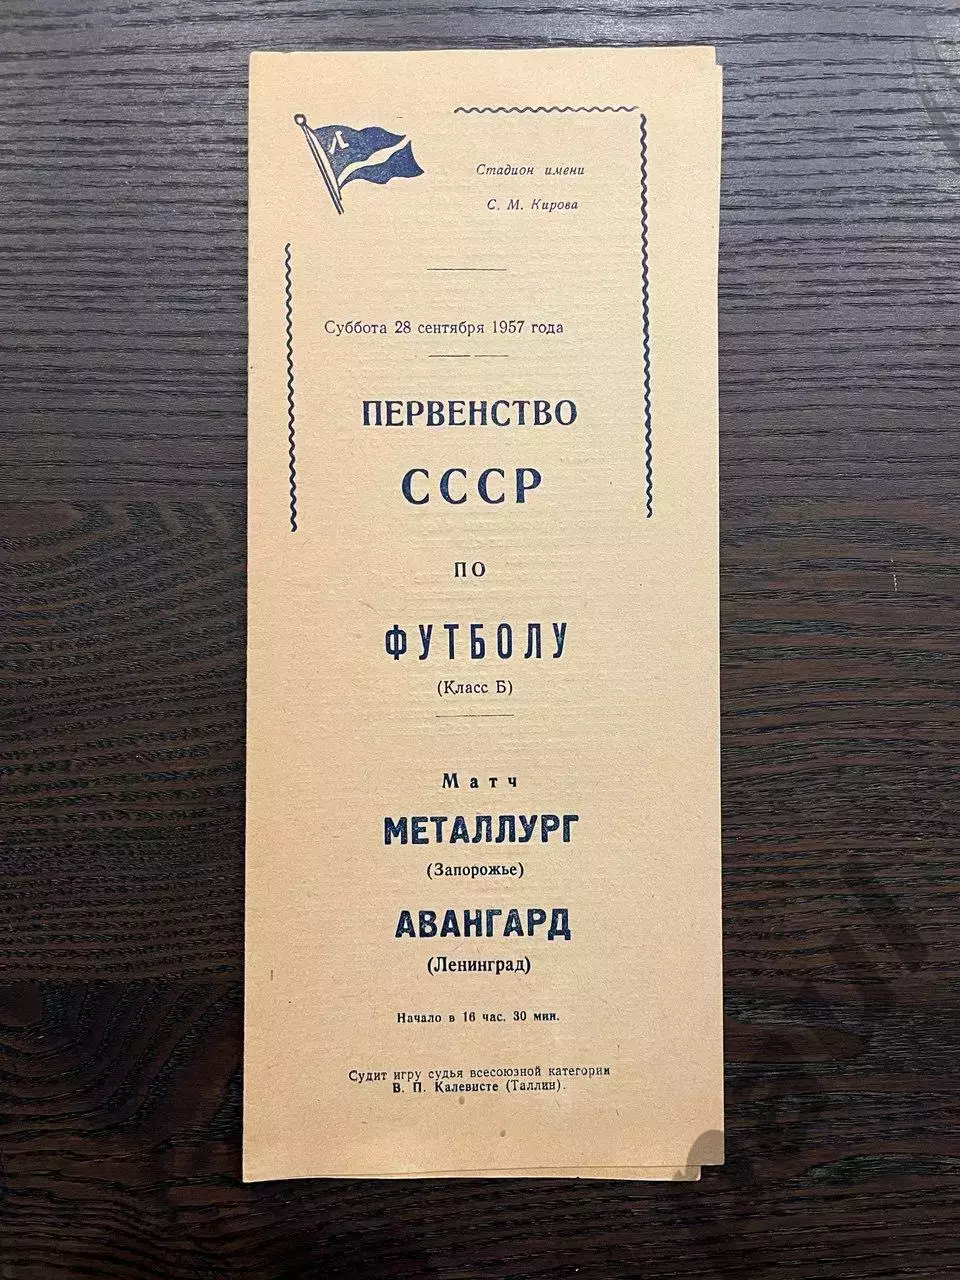 Л
Стадион имени
С. М. Кирова
Суббота 28 сентября 1957 года
ПЕРВЕНСТВО
СССР
ПО
ФУТБОЛУ
(Класс Б)
Матч
МЕТАЛЛУРГ
(Запорожье)
АВАНГАРД
(Ленинград)
Начало в 16 час. 30 мин.
Судит игру судья всесоюзной категории
В. П. Калевисте (Таллин).